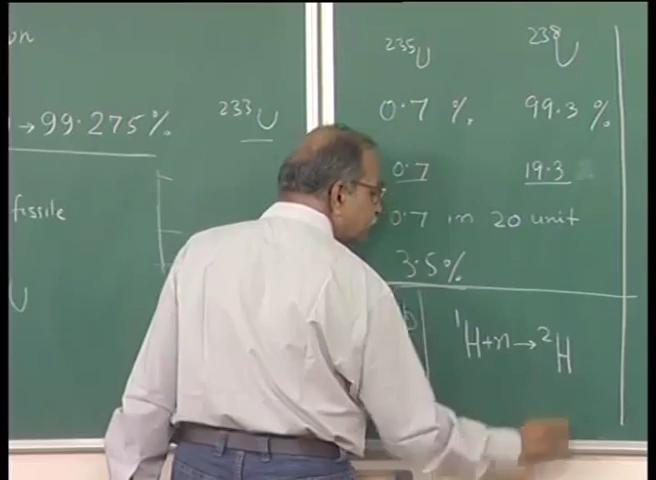 on
→99.275%
fissile
U
²³³U
²³⁵U ²³⁸U
0.7 % 99.3 %
0.7 19.3
0.7 in 20 unit
3.5%
¹H+n→²H